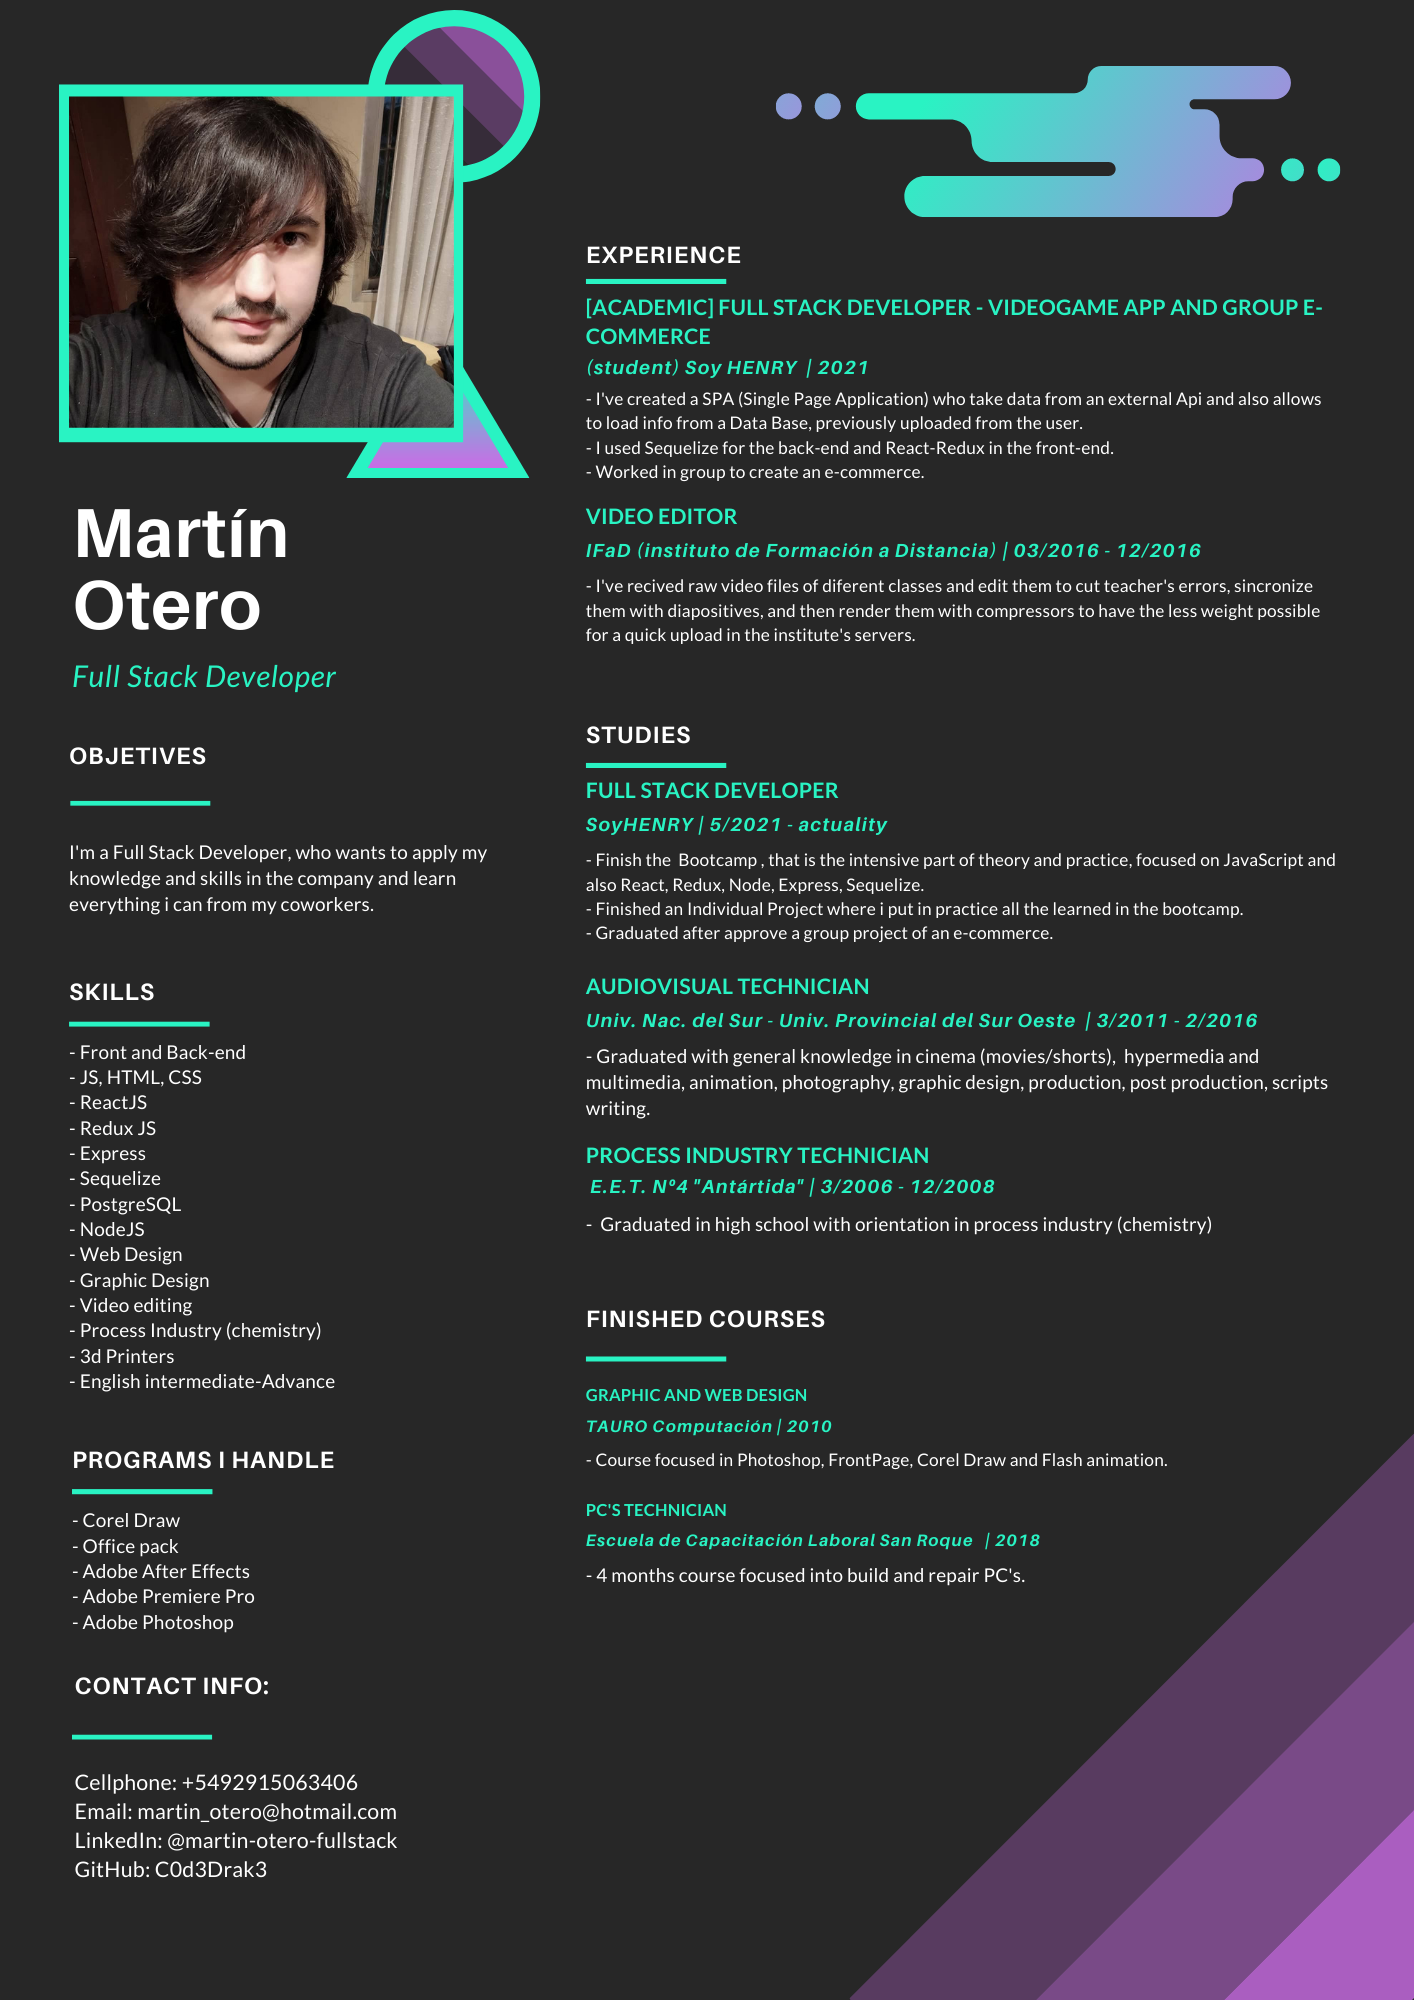 Martín
Otero
Full Stack Developer
OBJETIVES
I'm a Full Stack Developer, who wants to apply my
knowledge and skills in the company and learn
everything i can from my coworkers.
SKILLS
- Front and Back-end
- JS, HTML, CSS
- ReactJS
- Redux JS
- Express
- Sequelize
- PostgreSQL
- NodeJS
- Web Design
- Graphic Design
- Video editing
- Process Industry (chemistry)
- 3d Printers
- English intermediate-Advance
PROGRAMS I HANDLE
- Corel Draw
- Office pack
- Adobe After Effects
- Adobe Premiere Pro
- Adobe Photoshop
CONTACT INFO:
Cellphone: +5492915063406
Email: martin_otero@hotmail.com
LinkedIn: @martin-otero-fullstack
GitHub: C0d3Drak3
EXPERIENCE
[ACADEMIC] FULL STACK DEVELOPER - VIDEOGAME APP AND GROUP E-
COMMERCE
(student) Soy HENRY | 2021
- I've created a SPA (Single Page Application) who take data from an external Api and also allows
to load info from a Data Base, previously uploaded from the user.
- I used Sequelize for the back-end and React-Redux in the front-end.
- Worked in group to create an e-commerce.
VIDEO EDITOR
IFaD (instituto de Formación a Distancia) | 03/2016 - 12/2016
- I've recived raw video files of diferent classes and edit them to cut teacher's errors, sincronize
them with diapositives, and then render them with compressors to have the less weight possible
for a quick upload in the institute's servers.
STUDIES
FULL STACK DEVELOPER
SoyHENRY | 5/2021 - actuality
- Finish the  Bootcamp , that is the intensive part of theory and practice, focused on JavaScript and
also React, Redux, Node, Express, Sequelize.
- Finished an Individual Project where i put in practice all the learned in the bootcamp.
- Graduated after approve a group project of an e-commerce.
AUDIOVISUAL TECHNICIAN
Univ. Nac. del Sur - Univ. Provincial del Sur Oeste | 3/2011 - 2/2016
- Graduated with general knowledge in cinema (movies/shorts),  hypermedia and
multimedia, animation, photography, graphic design, production, post production, scripts
writing.
PROCESS INDUSTRY TECHNICIAN
E.E.T. Nº4 "Antártida" | 3/2006 - 12/2008
-  Graduated in high school with orientation in process industry (chemistry)
FINISHED COURSES
GRAPHIC AND WEB DESIGN
TAURO Computación | 2010
- Course focused in Photoshop, FrontPage, Corel Draw and Flash animation.
PC'S TECHNICIAN
Escuela de Capacitación Laboral San Roque  | 2018
- 4 months course focused into build and repair PC's.